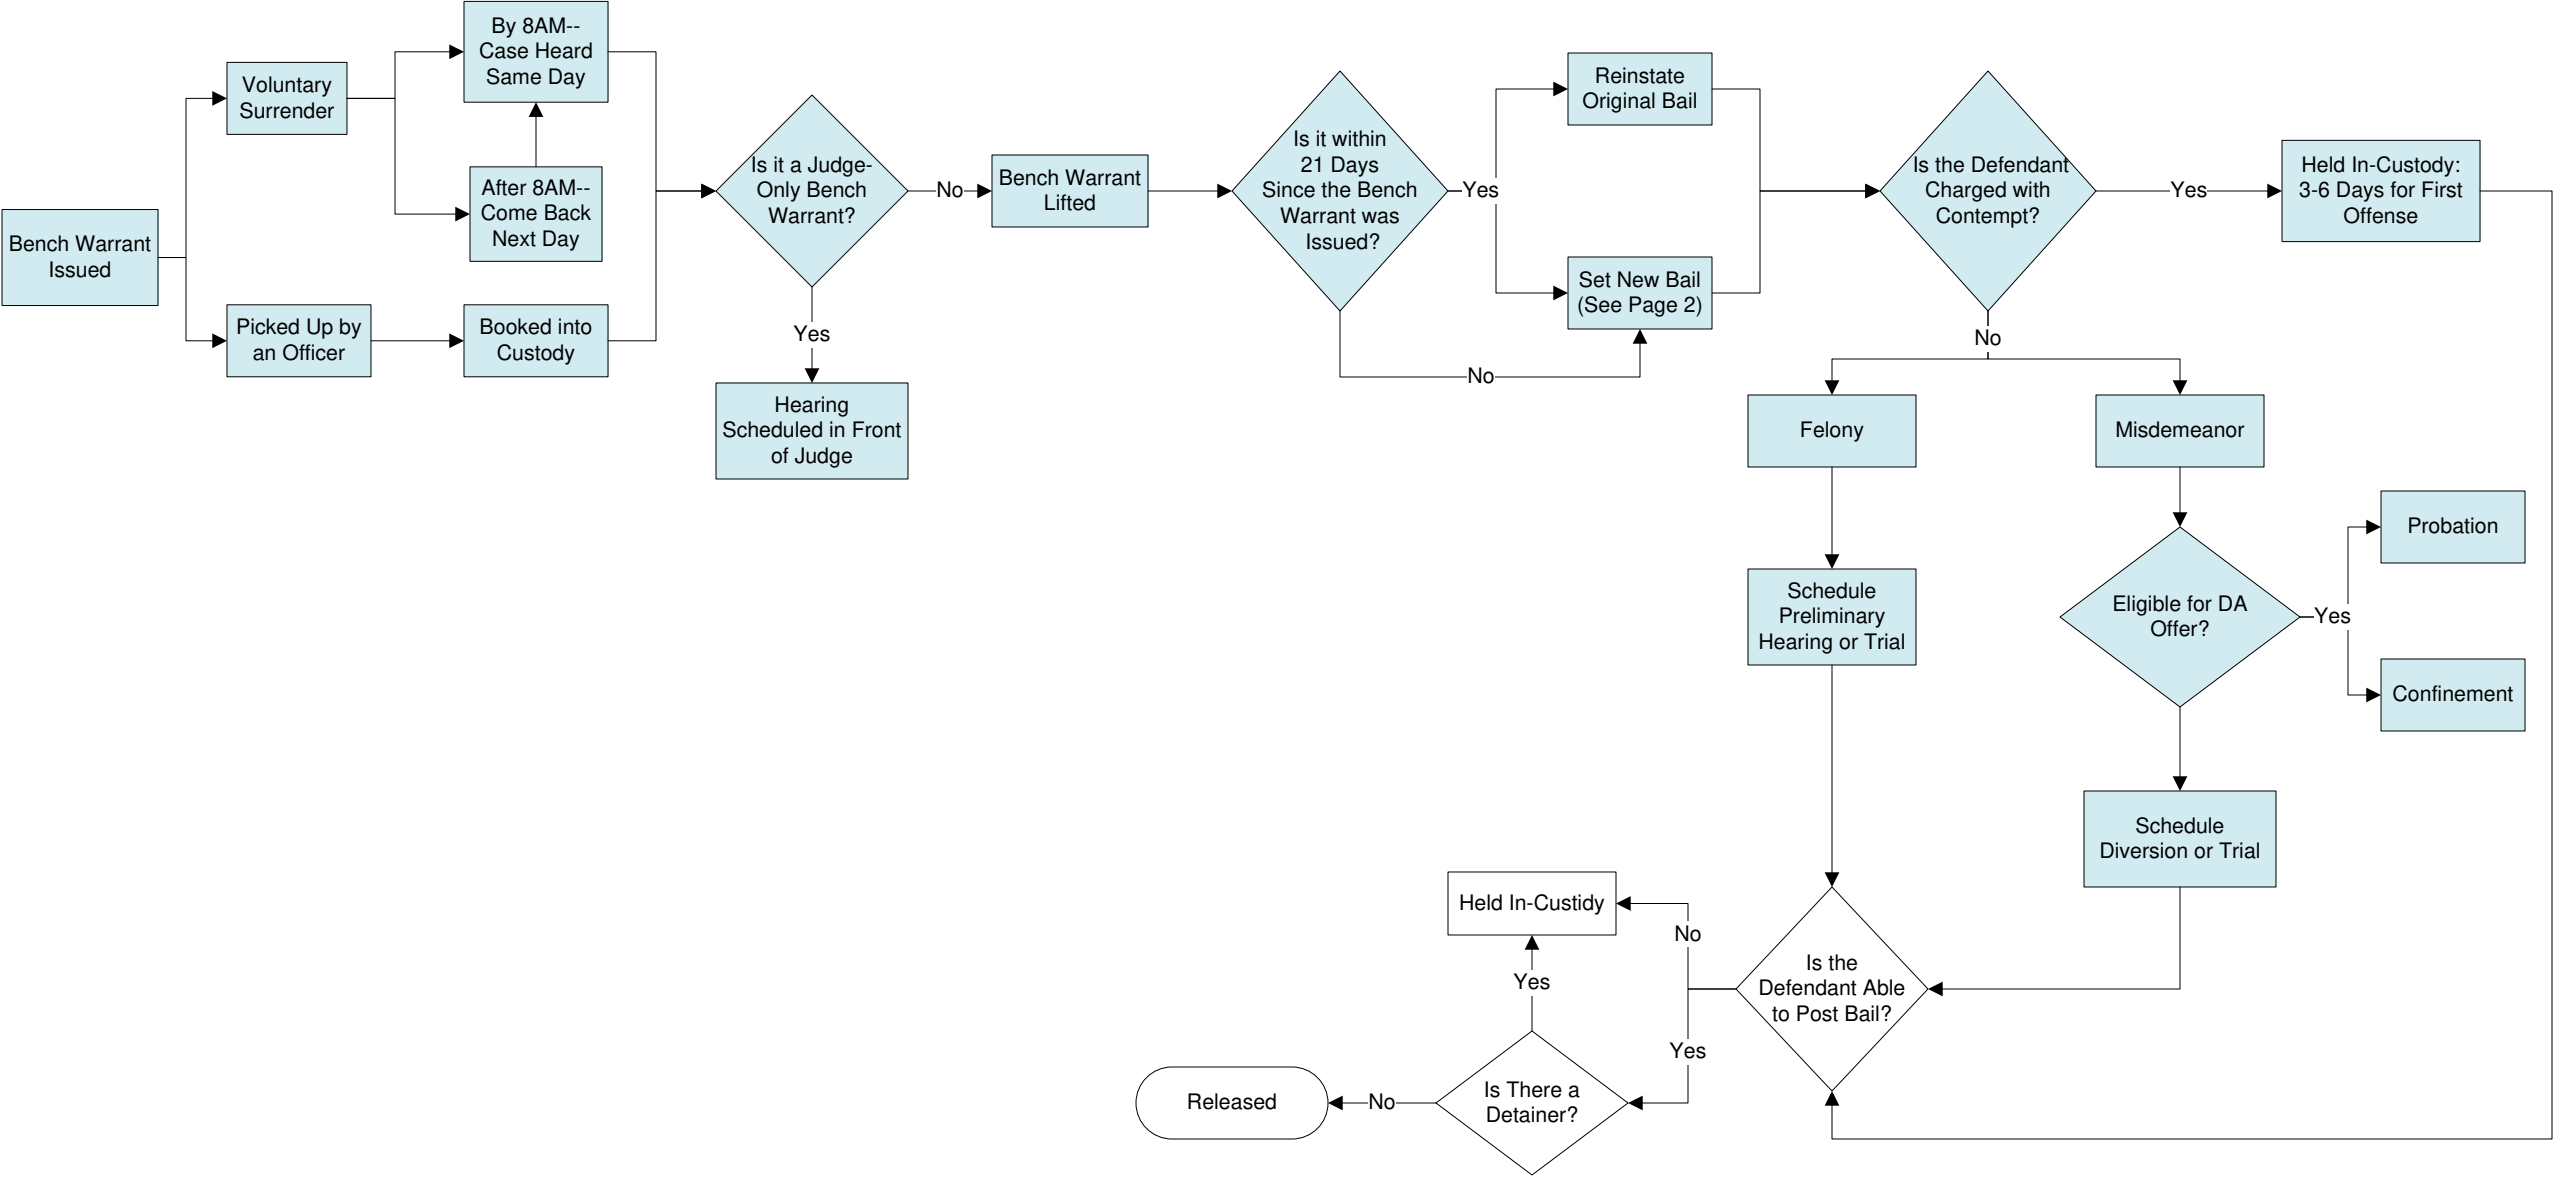 By 8AM--
Case Heard
Same Day
Voluntary
Surrender
After 8AM--
Come Back
Next Day
Bench Warrant
Issued
Picked Up by
an Officer
Booked into
Custody
Is it a Judge-
Only Bench
Warrant?
No
Yes
Hearing
Scheduled in Front
of Judge
Bench Warrant
Lifted
Is it within
21 Days
Since the Bench
Warrant was
Issued?
Yes
No
Reinstate
Original Bail
Set New Bail
(See Page 2)
Is the Defendant
Charged with
Contempt?
Yes
Held In-Custody:
3-6 Days for First
Offense
No
Felony
Misdemeanor
Schedule
Preliminary
Hearing or Trial
Eligible for DA
Offer?
Yes
Probation
Confinement
Schedule
Diversion or Trial
Is the
Defendant Able
to Post Bail?
No
Held In-Custidy
Yes
Yes
Is There a
Detainer?
No
Released